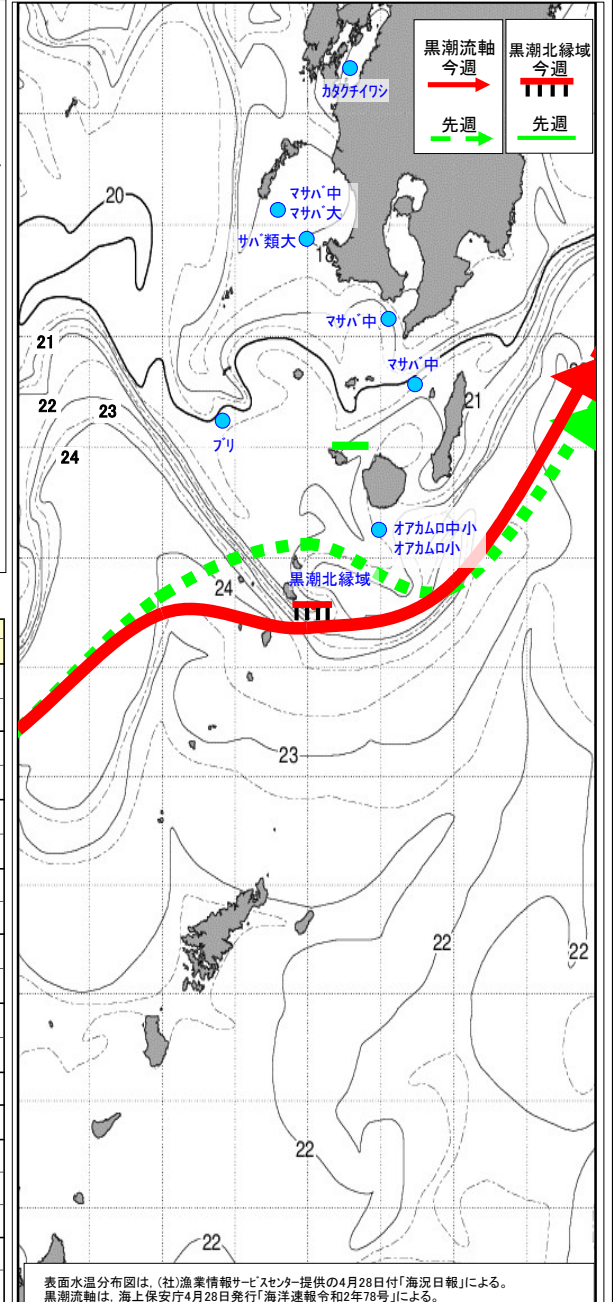 黒潮流軸
今週
先週
黒潮北縁域
今週
先週
カタクチイワシ
20
マサバ中
マサバ大
サバ類大
18
マサバ中
マサバ中
21
21
22
23
24
ブリ
オアカムロ中小
オアカムロ小
黒潮北縁域
24
23
22
22
22
22
表面水温分布図は, (社)漁業情報サービスセンター提供の4月28日付「海況日報」による。
黒潮流軸は, 海上保安庁4月28日発行「海洋速報令和2年78号」による。